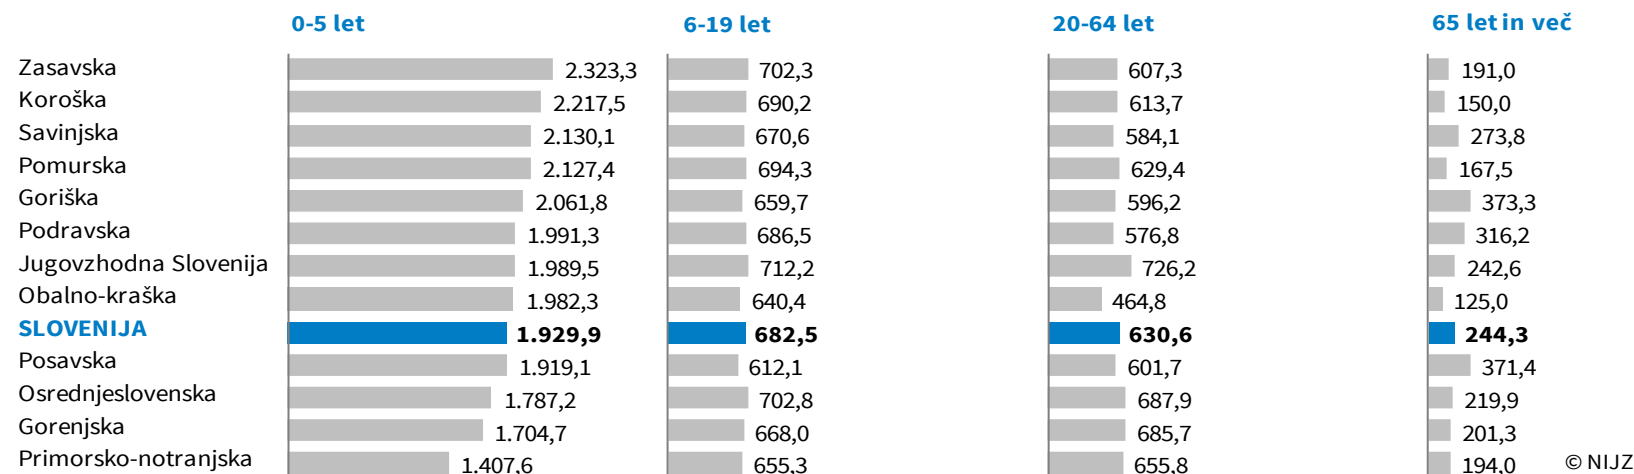 0-5 let 6-19 let 20-64 let 65 let in več
Zasavska 2.323,3 702,3 607,3 191,0
Koroška 2.217,5 690,2 613,7 150,0
Savinjska 2.130,1 670,6 584,1 273,8
Pomurska 2.127,4 694,3 629,4 167,5
Goriška 2.061,8 659,7 596,2 373,3
Podravska 1.991,3 686,5 576,8 316,2
Jugovzhodna Slovenija 1.989,5 712,2 726,2 242,6
Obalno-kraška 1.982,3 640,4 464,8 125,0
SLOVENIJA 1.929,9 682,5 630,6 244,3
Posavska 1.919,1 612,1 601,7 371,4
Osrednjeslovenska 1.787,2 702,8 687,9 219,9
Gorenjska 1.704,7 668,0 685,7 201,3
Primorsko-notranjska 1.407,6 655,3 655,8 194,0 © NIJZ